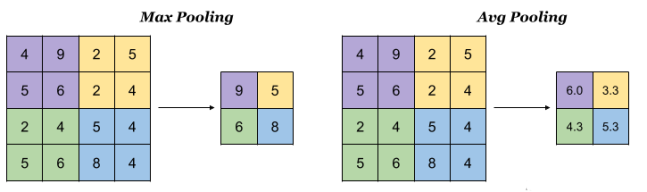 Max Pooling
4 9 2 5
5 6 2 4
2 4 5 4
5 6 8 4
9 5
6 8
Avg Pooling
4 9 2 5
5 6 2 4
2 4 5 4
5 6 8 4
6.0 3.3
4.3 5.3